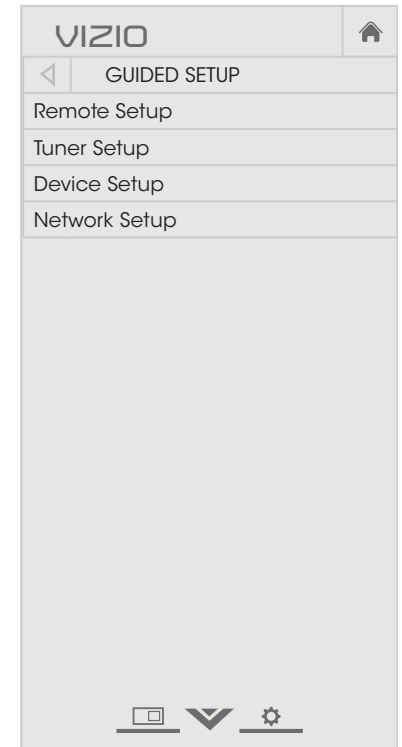 VIZIO
GUIDED SETUP
Remote Setup
Tuner Setup
Device Setup
Network Setup